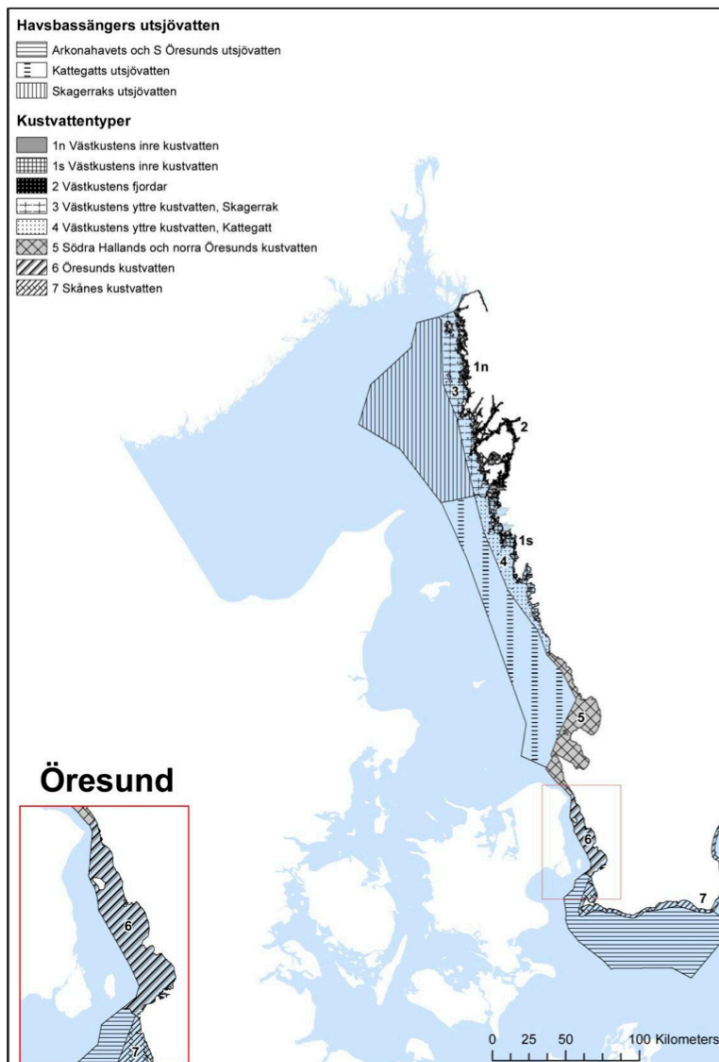 Havsbassängers utsjövatten
Arkonahavets och S Öresunds utsjövatten
Kattegatts utsjövatten
Skagerraks utsjövatten
Kustvattentyper
1n Västkustens inre kustvatten
1s Västkustens inre kustvatten
2 Västkustens fjordar
3 Västkustens yttre kustvatten, Skagerrak
4 Västkustens yttre kustvatten, Kattegatt
5 Södra Hallands och norra Öresunds kustvatten
6 Öresunds kustvatten
7 Skånes kustvatten
1n
3
2
1s
4
5
Öresund
6
7
6
7
0 25 50 100 Kilometers